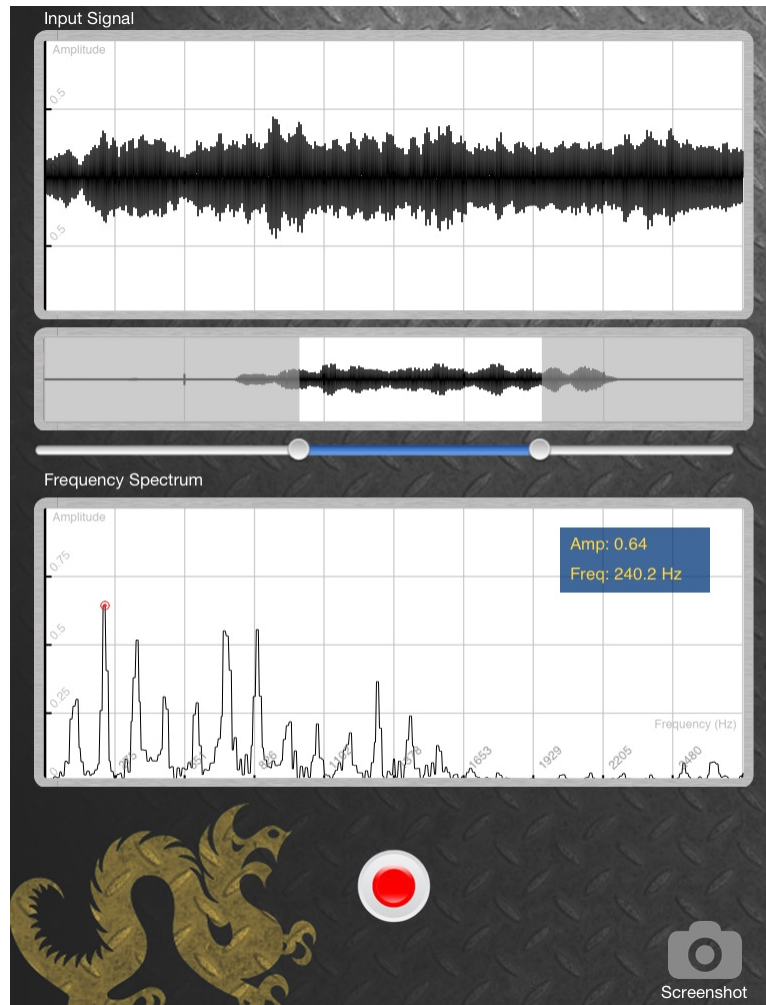 Input Signal
Amplitude
0.5
0.5
Frequency Spectrum
Amplitude
Amp: 0.64
0.75
Freq: 240.2 Hz
0.5
0.25
Frequency (Hz)
1653
1929
2205
2480
Screenshot